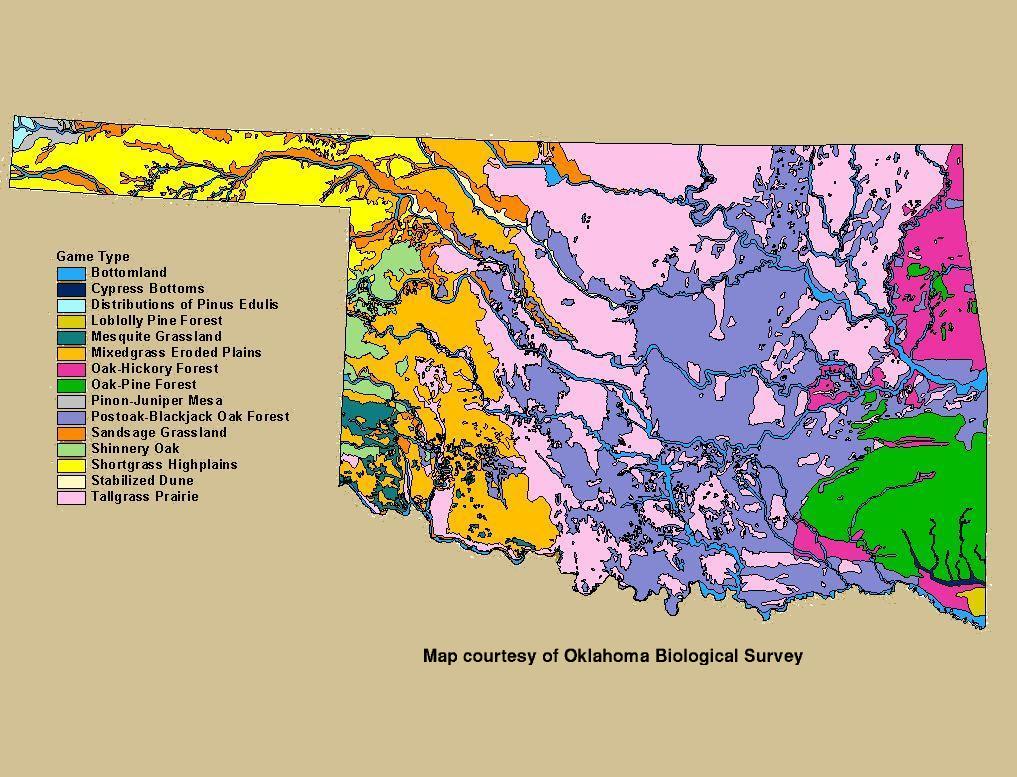 Game Type
Bottomland
Cypress Bottoms
Distributions of Pinus Edulis
Loblolly Pine Forest
Mesquite Grassland
Mixedgrass Eroded Plains
Oak-Hickory Forest
Oak-Pine Forest
Pinon-Juniper Mesa
Postoak-Blackjack Oak Forest
Sandsage Grassland
Shinnery Oak
Shortgrass Highplains
Stabilized Dune
Tallgrass Prairie
Map courtesy of Oklahoma Biological Survey